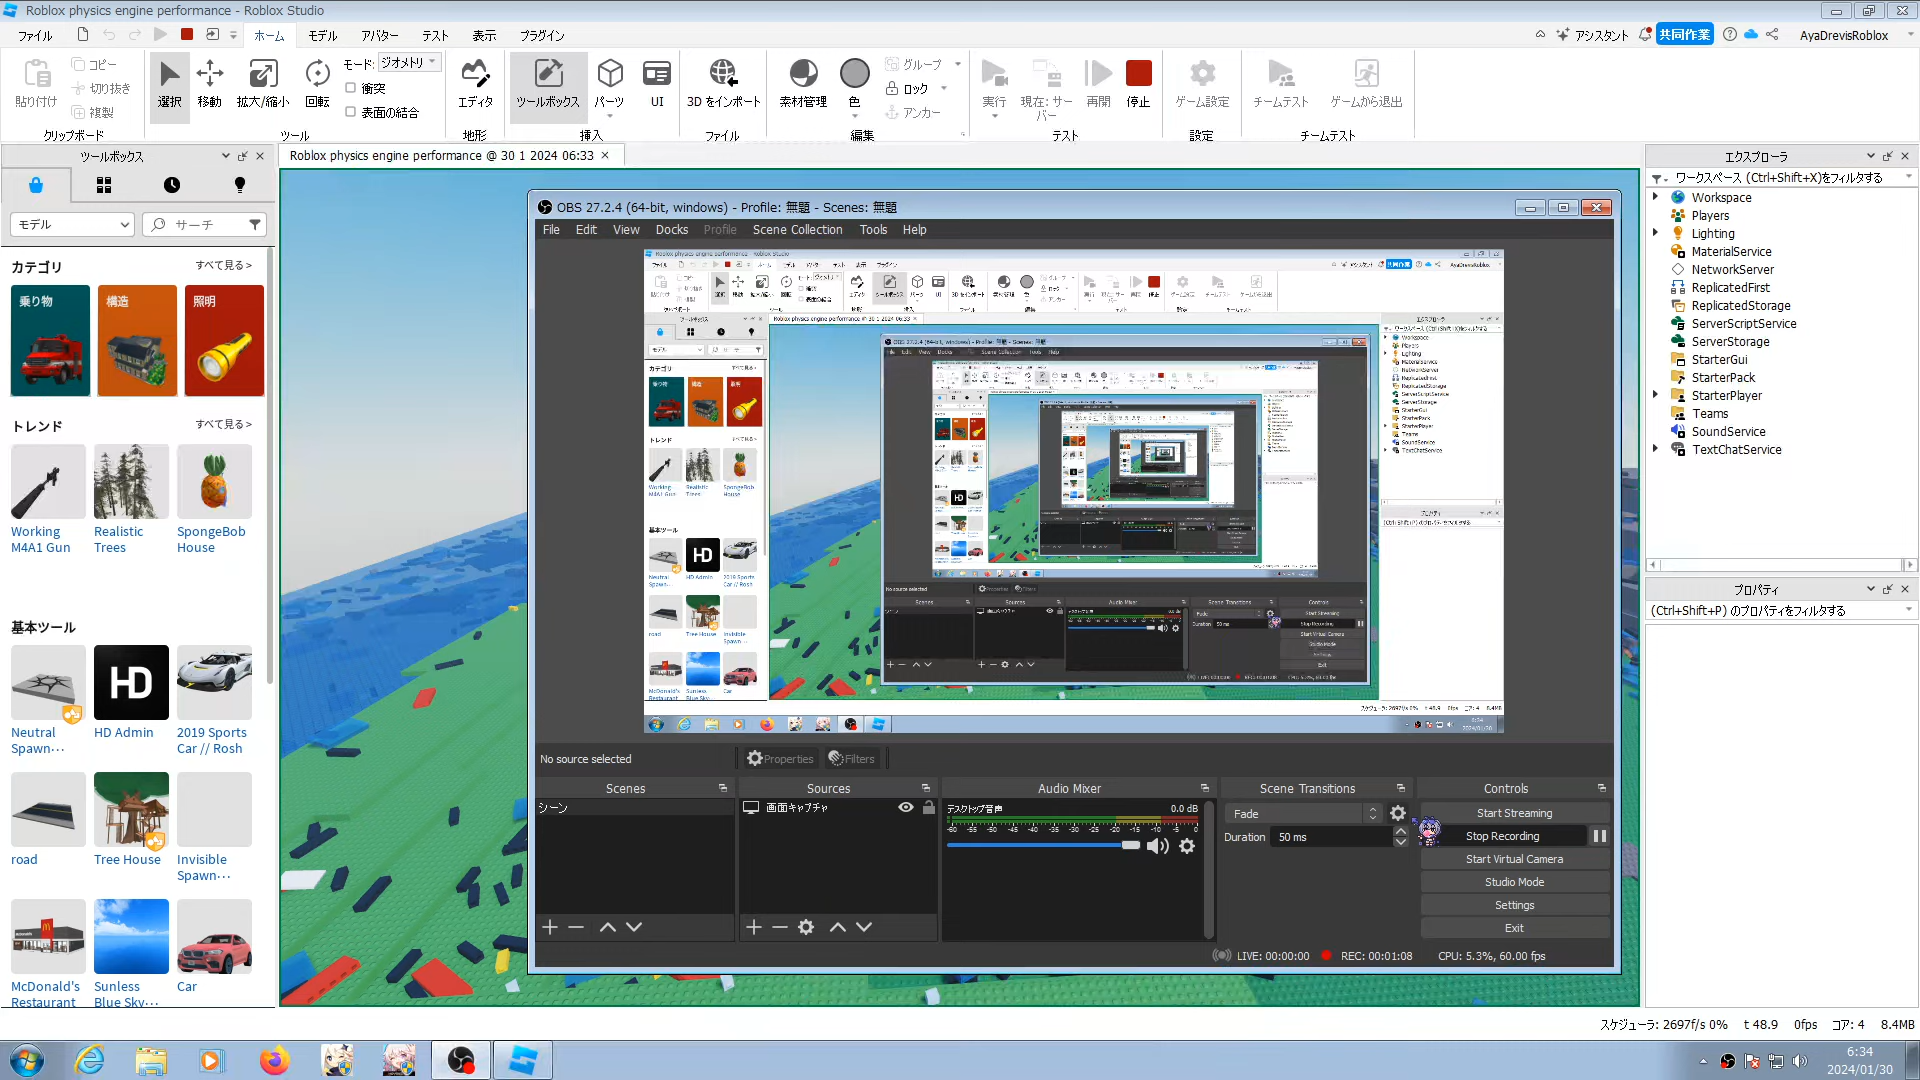 Roblox physics engine performance - Roblox Studio
ファイル
ホーム
モデル
アバター
テスト
表示
プラグイン
アシスタント
共同作業
AyaDrevisRoblox
貼り付け
コピー
切り抜き
複製
クリップボード
選択
移動
拡大/縮小
回転
モード: ジオメトリ
衝突
表面の結合
ツール
エディタ
地形
ツールボックス
パーツ
UI
挿入
3D をインポート
ファイル
素材管理
色
グループ
ロック
アンカー
編集
実行
現在: サーバー
再開
停止
テスト
ゲーム設定
設定
チームテスト
ゲームから退出
チームテスト
ツールボックス
モデル
サーチ
カテゴリ
すべて見る>
乗り物
構造
照明
トレンド
すべて見る>
Working M4A1 Gun
Realistic Trees
SpongeBob House
基本ツール
Neutral Spawn...
HD
HD Admin
2019 Sports Car // Rosh
road
Tree House
Invisible Spawn...
McDonald's Restaurant
Sunless Blue Sky...
Car
Roblox physics engine performance @ 30 1 2024 06:33
OBS 27.2.4 (64-bit, windows) - Profile: 無題 - Scenes: 無題
File Edit View Docks Profile Scene Collection Tools Help
No source selected
Properties
Filters
Scenes
シーン
Sources
画面キャプチャ
Audio Mixer
デスクトップ音声
0.0 dB
-60 -55 -50 -45 -40 -35 -30 -25 -20 -15 -10 -5 0
Scene Transitions
Fade
Duration 50 ms
Controls
Start Streaming
Stop Recording
Start Virtual Camera
Studio Mode
Settings
Exit
LIVE: 00:00:00
REC: 00:01:08
CPU: 5.3%, 60.00 fps
エクスプローラ
ワークスペース (Ctrl+Shift+X)をフィルタする
Workspace
Players
Lighting
MaterialService
NetworkServer
ReplicatedFirst
ReplicatedStorage
ServerScriptService
ServerStorage
StarterGui
StarterPack
StarterPlayer
Teams
SoundService
TextChatService
プロパティ
(Ctrl+Shift+P) のプロパティをフィルタする
スケジューラ: 2697f/s 0%
t 48.9
0fps
コア: 4
8.4MB
6:34
2024/01/30